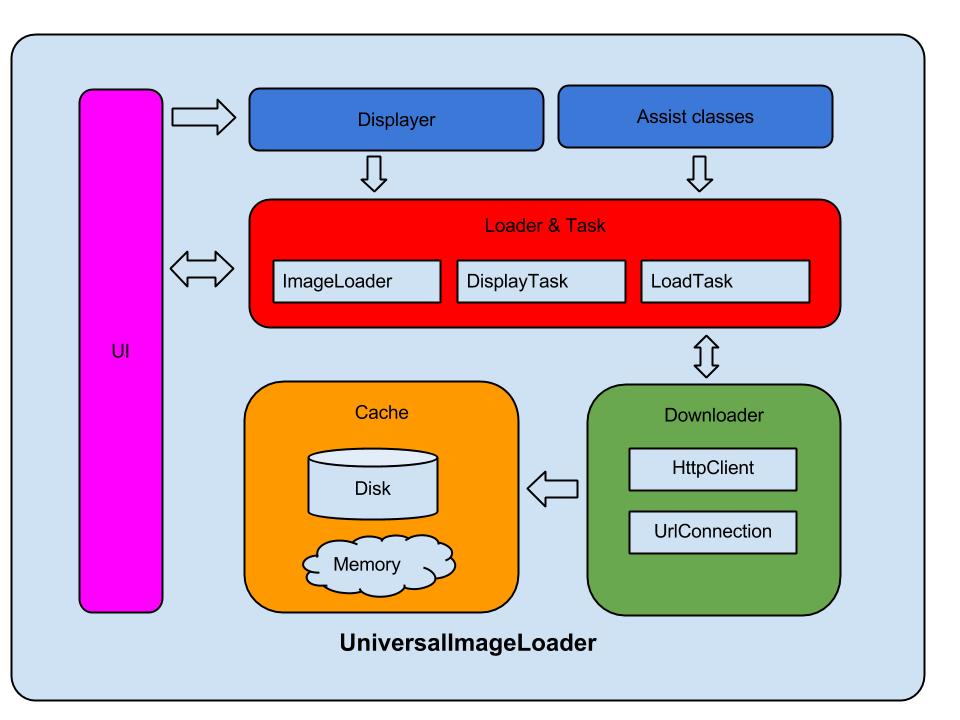 Displayer
Assist classes
Loader & Task
ImageLoader
DisplayTask
LoadTask
UI
Cache
Disk
Memory
Downloader
HttpClient
UrlConnection
UniversalImageLoader